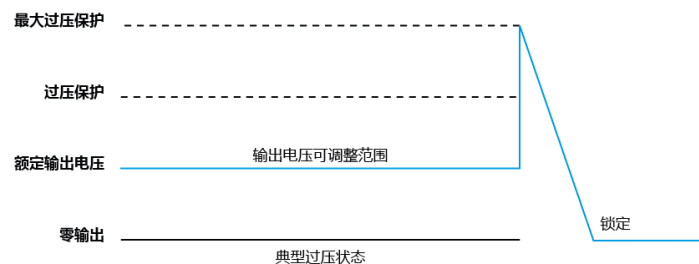 最大过压保护
过压保护
额定输出电压
输出电压可调整范围
零输出
锁定
典型过压状态